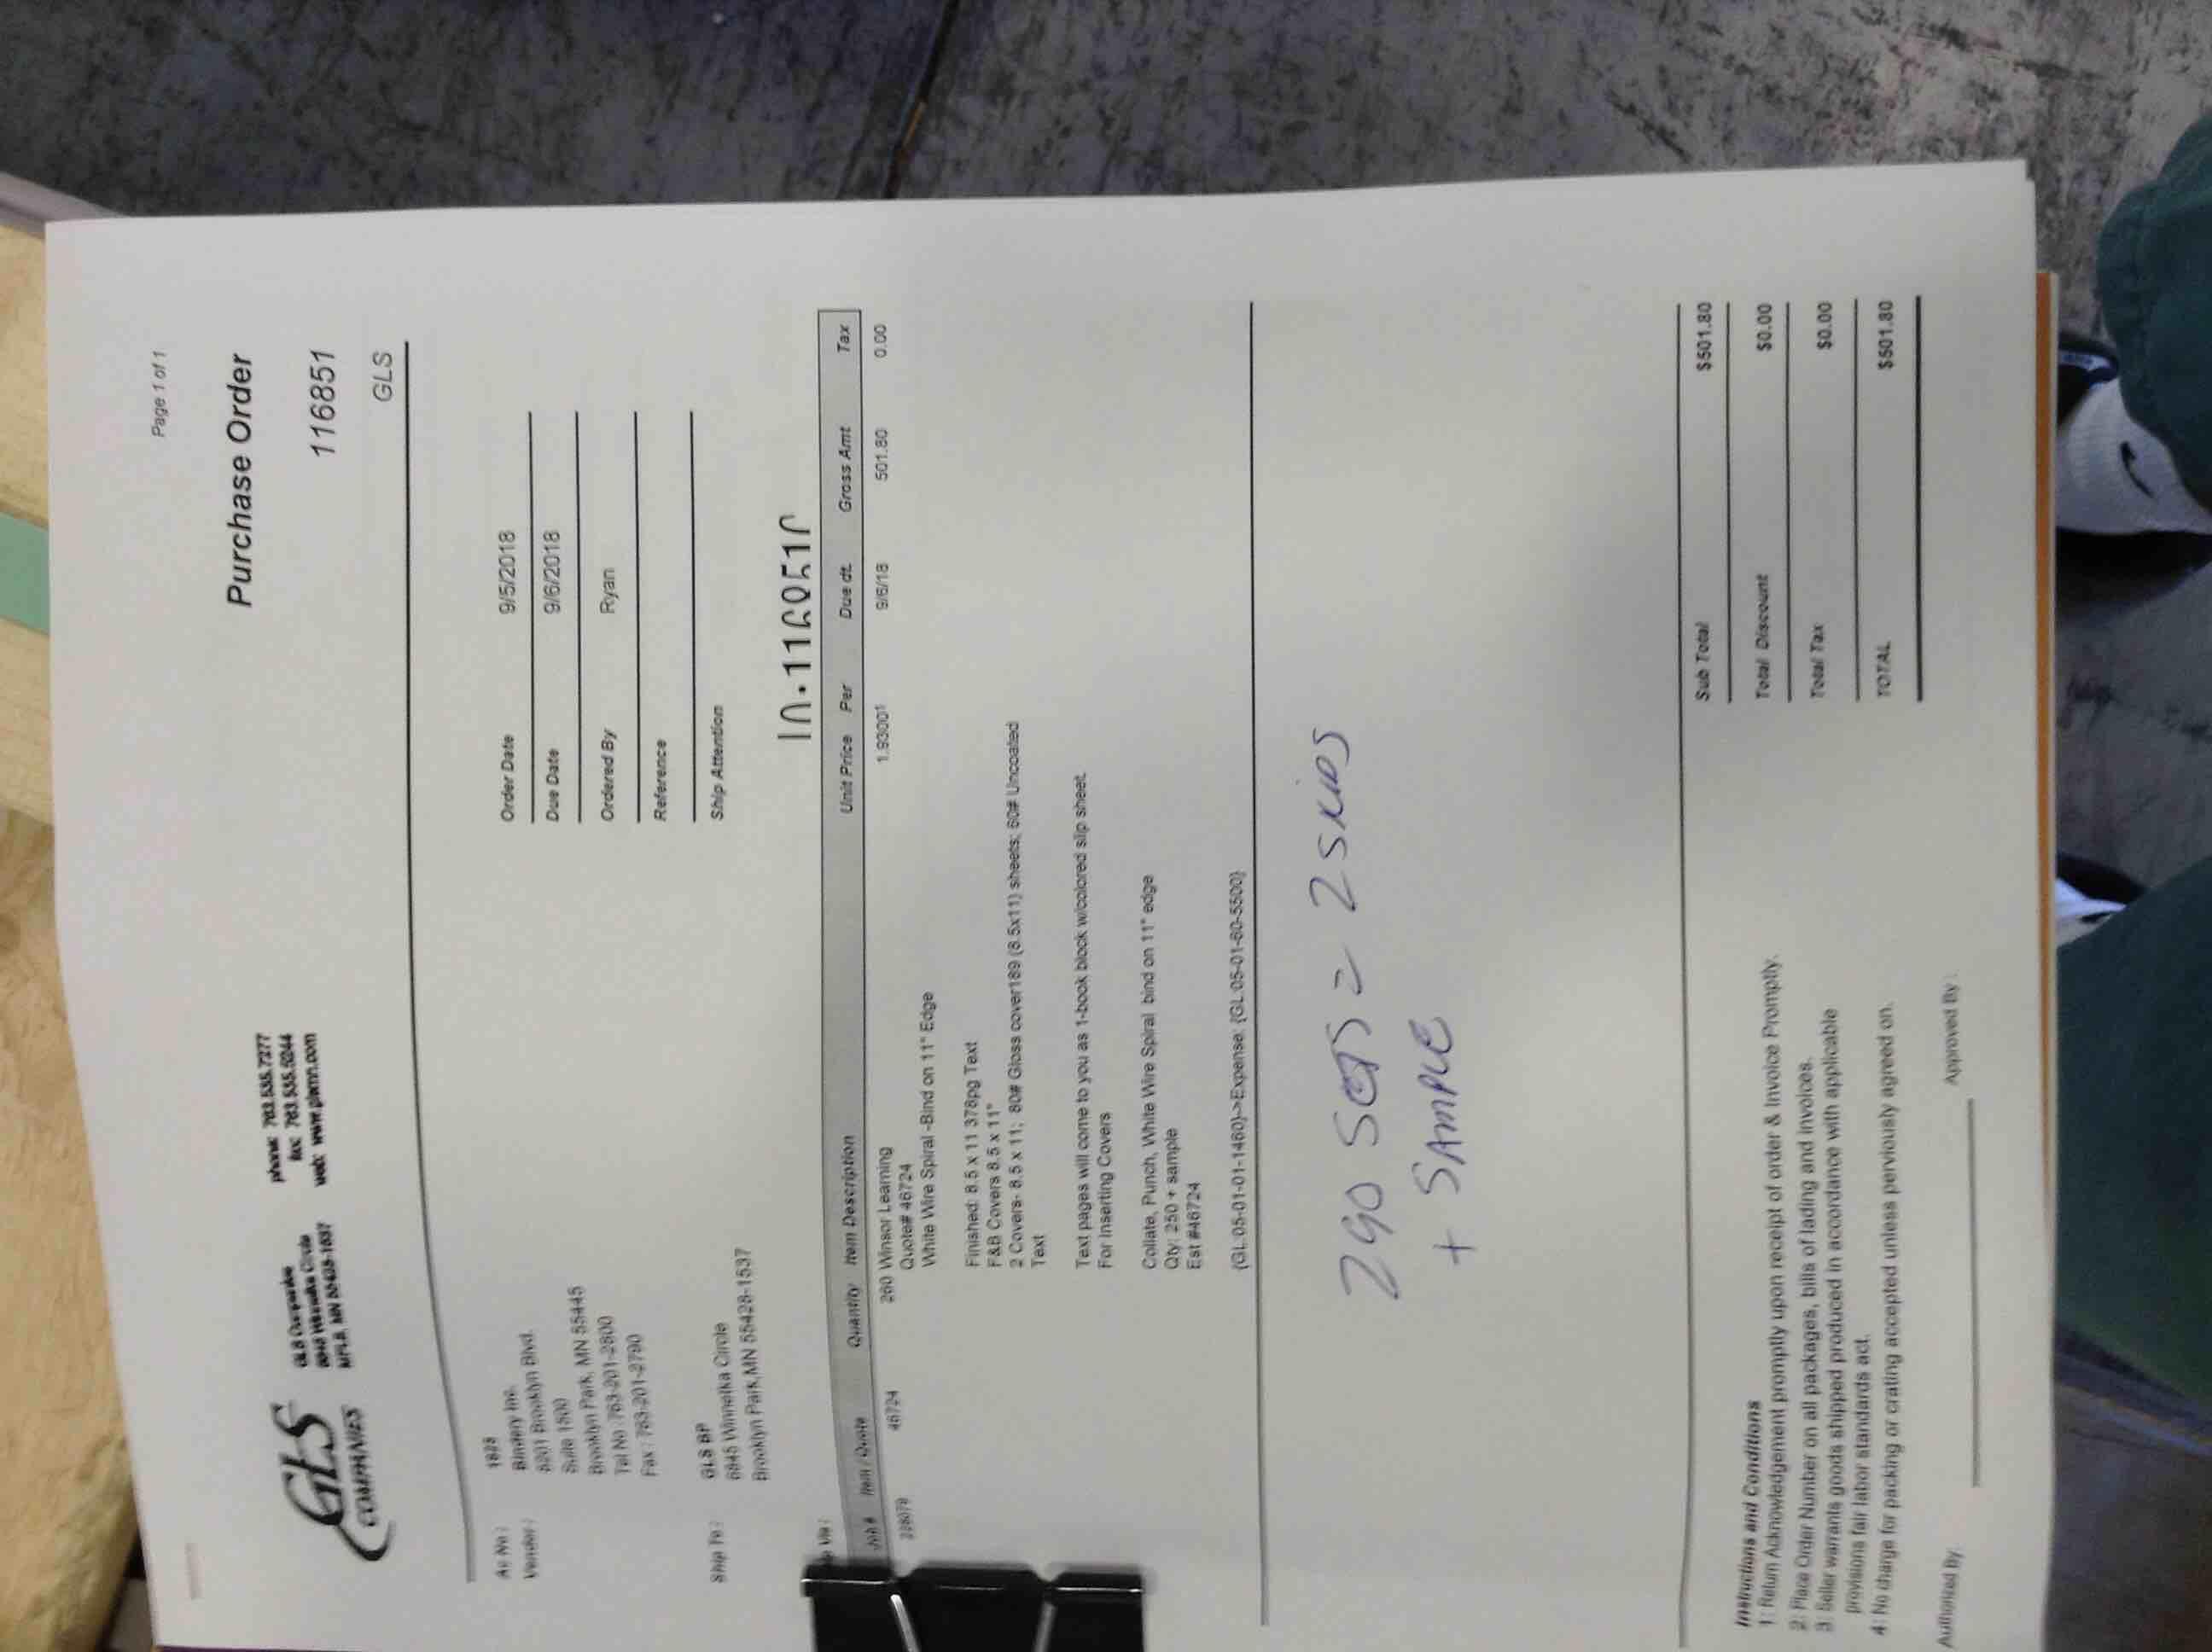 Page 1 of 1
Purchase Order
116851
GLS
GLS
COMPANIES
GLS Companies
6845 Winnetka Circle
MPLS, MN 55428-1537
phone: 763.535.7277
fax: 763.535.
web: www.glsmn.com
Ac No :
Vendor :
Bindery Inc.
8201 Brooklyn Blvd.
Suite 1500
Brooklyn Park, MN 55445
Tel No : 763-201-2800
Fax : 763-201-2790
Ship To :
GLS BP
6845 Winnetka Circle
Brooklyn Park, MN 55428-1537
Order Date 9/5/2018
Due Date 9/6/2018
Ordered By Ryan
Reference
Ship Attention
Via :
Job # Item / Quote Quantity Item Description Unit Price Per Due dt. Gross Amt Tax
46724 260 Winsor Learning 1.93001 9/6/18 501.80 0.00
Quote# 46724
White Wire Spiral -Bind on 11" Edge
Finished: 8.5 x 11 378pg Text
F&B Covers 8.5 x 11"
2 Covers- 8.5 x 11; 80# Gloss cover189 (8.5x11) sheets; 60# Uncoated
Text
Text pages will come to you as 1-book block w/colored slip sheet
For Inserting Covers
Collate, Punch, White Wire Spiral bind on 11" edge
Qty: 250 + sample
Est #46724
{GL:05-01-01-1460}->Expense: {GL:05-01-60-5500}
290 SETS = 2 SKIDS
+ SAMPLE
Sub Total $501.80
Total Discount $0.00
Total Tax $0.00
TOTAL $501.80
Instructions and Conditions
1: Return Acknowledgement promptly upon receipt of order & Invoice Promptly.
2: Place Order Number on all packages, bills of lading and invoices.
3: Seller warrants goods shipped produced in accordance with applicable
provisions fair labor standards act.
4: No charge for packing or crating accepted unless perviously agreed on.
Authorized By: Approved By :